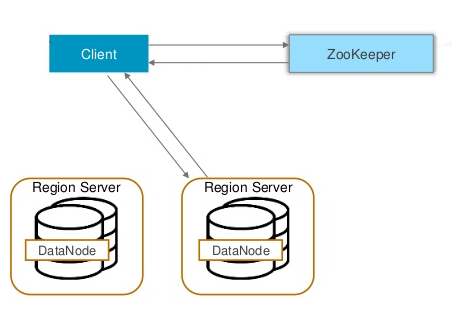 Client
ZooKeeper
Region Server
Region Server
DataNode
DataNode